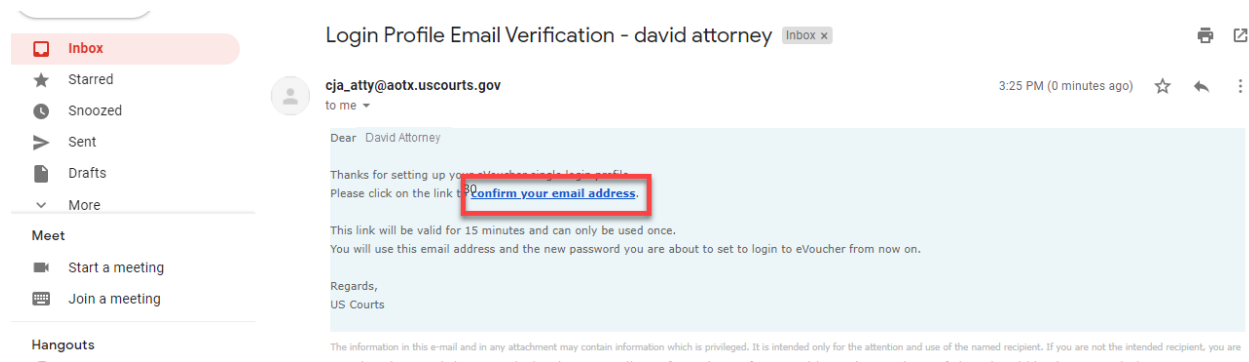 Inbox
Starred
Snoozed
Sent
Drafts
More
Meet
Start a meeting
Join a meeting
Hangouts
Login Profile Email Verification - david attorney Inbox x
cja_atty@aotx.uscourts.gov 3:25 PM (0 minutes ago)
to me
Dear David Attorney
Thanks for setting up your eVoucher single login profile
Please click on the link to confirm your email address.
30
This link will be valid for 15 minutes and can only be used once.
You will use this email address and the new password you are about to set to login to eVoucher from now on.
Regards,
US Courts
The information in this e-mail and in any attachment may contain information which is privileged. It is intended only for the attention and use of the named recipient. If you are not the intended recipient, you are